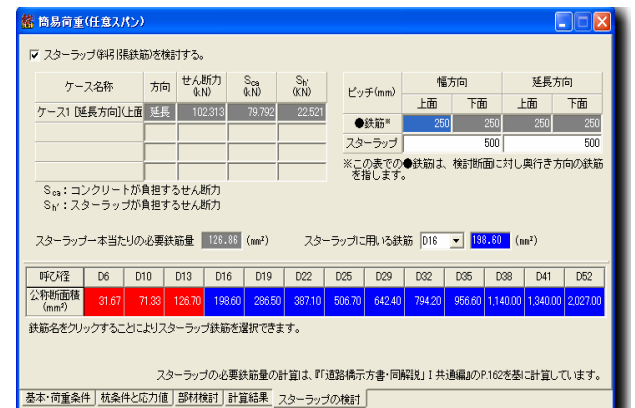 簡易荷重(任意スパン)
スターラップ(斜引張鉄筋)を検討する。
ケース名称 方向 せん断力(kN) Sca(kN) Sh'(KN)
ケース1 [延長方向](上面 延長 102.313 79.792 22.521
Sca：コンクリートが負担するせん断力
Sh'：スターラップが負担するせん断力
ピッチ(mm) 幅方向 延長方向
上面 下面 上面 下面
●鉄筋※ 250 250 250 250
スターラップ 500 500
※この表での●鉄筋は、検討断面に対し奥行き方向の鉄筋
を指します。
スターラップ一本当たりの必要鉄筋量 126.86 (mm²) スターラップに用いる鉄筋 D16 198.60 (mm²)
呼び径 D6 D10 D13 D16 D19 D22 D25 D29 D32 D35 D38 D41 D52
公称断面積(mm²) 31.67 71.33 126.70 198.60 286.50 387.10 506.70 642.40 794.20 956.60 1,140.00 1,340.00 2,027.00
鉄筋名をクリックすることによりスターラップ鉄筋を選択できます。
スターラップの必要鉄筋量の計算は、『「道路橋示方書・同解説」Ⅰ共通編』のP.162を基に計算しています。
基本・荷重条件 杭条件と応力値 部材検討 計算結果 スターラップの検討